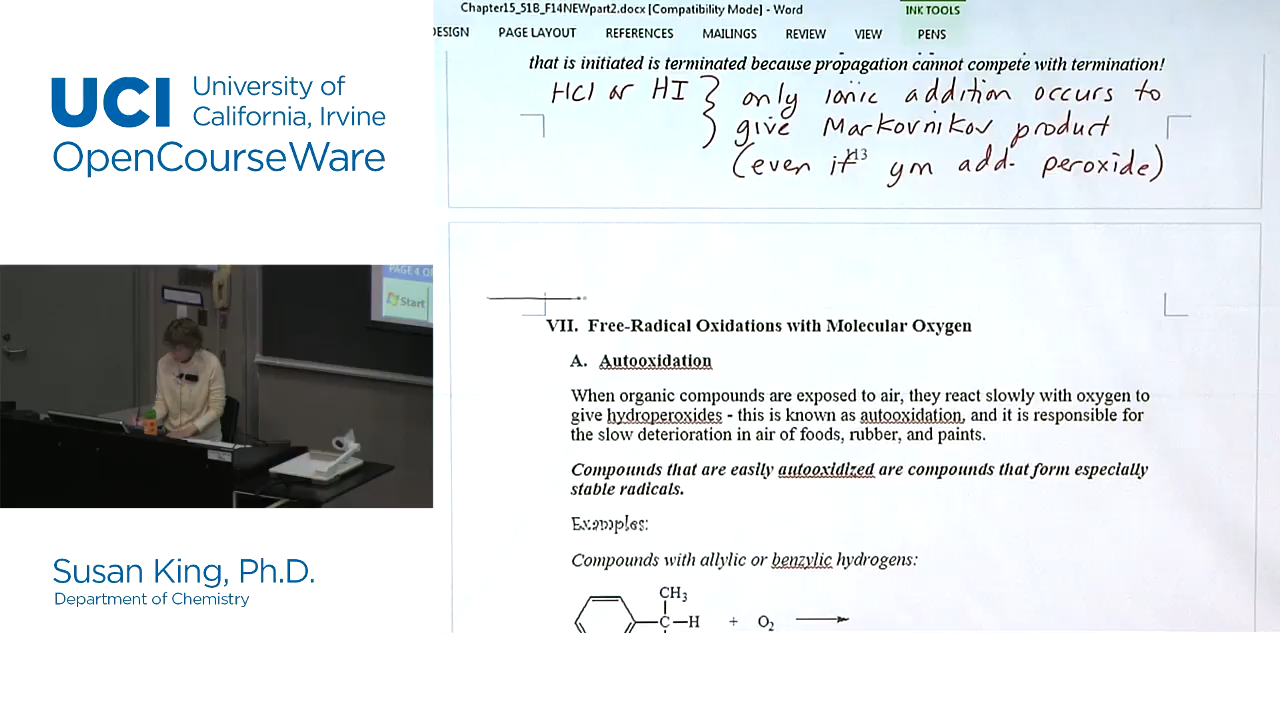 UCI University of
California, Irvine
OpenCourseWare
PAGE 4 O
Start
Susan King, Ph.D.
Department of Chemistry
Chapter15_51B_F14NEWpart2.docx [Compatibility Mode] - Word
INK TOOLS
DESIGN PAGE LAYOUT REFERENCES MAILINGS REVIEW VIEW PENS
that is initiated is terminated because propagation cannot compete with termination!
HCl or HI } only ionic addition occurs to
give Markovnikov product
(even if you add peroxide)
113
VII. Free-Radical Oxidations with Molecular Oxygen
A. Autooxidation
When organic compounds are exposed to air, they react slowly with oxygen to
give hydroperoxides - this is known as autooxidation, and it is responsible for
the slow deterioration in air of foods, rubber, and paints.
Compounds that are easily autooxidized are compounds that form especially
stable radicals.
Examples:
Compounds with allylic or benzylic hydrogens:
CH3
C—H + O2